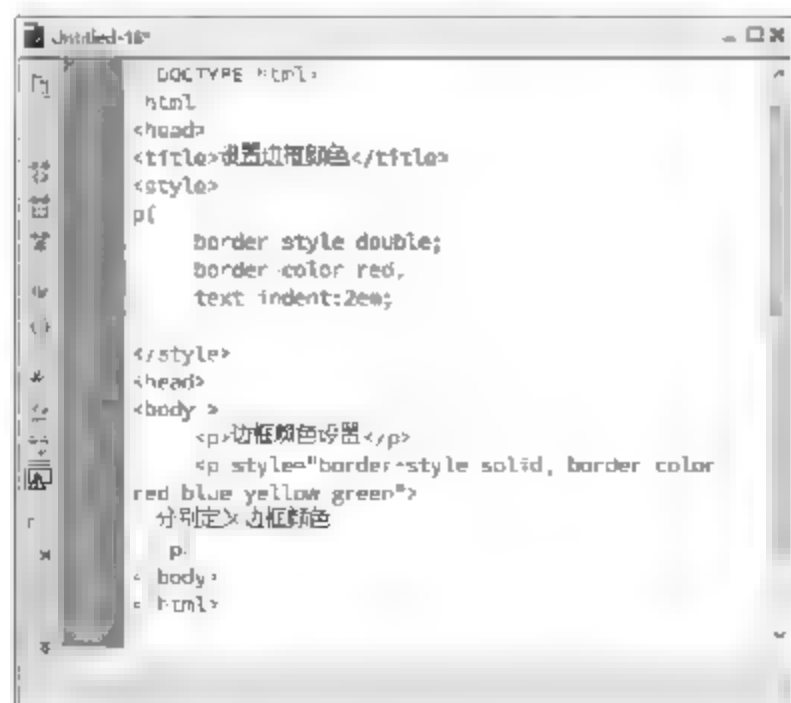 Untitled-16*
DOCTYPE html>
html
<head>
<title>设置边框颜色</title>
<style>
p{
border style double;
border-color red,
text indent:2em;
</style>
<head>
<body >
<p>边框颜色设置</p>
<p style="border-style solid, border color
red blue yellow green">
分别定义边框颜色
p.
< body>
< html>